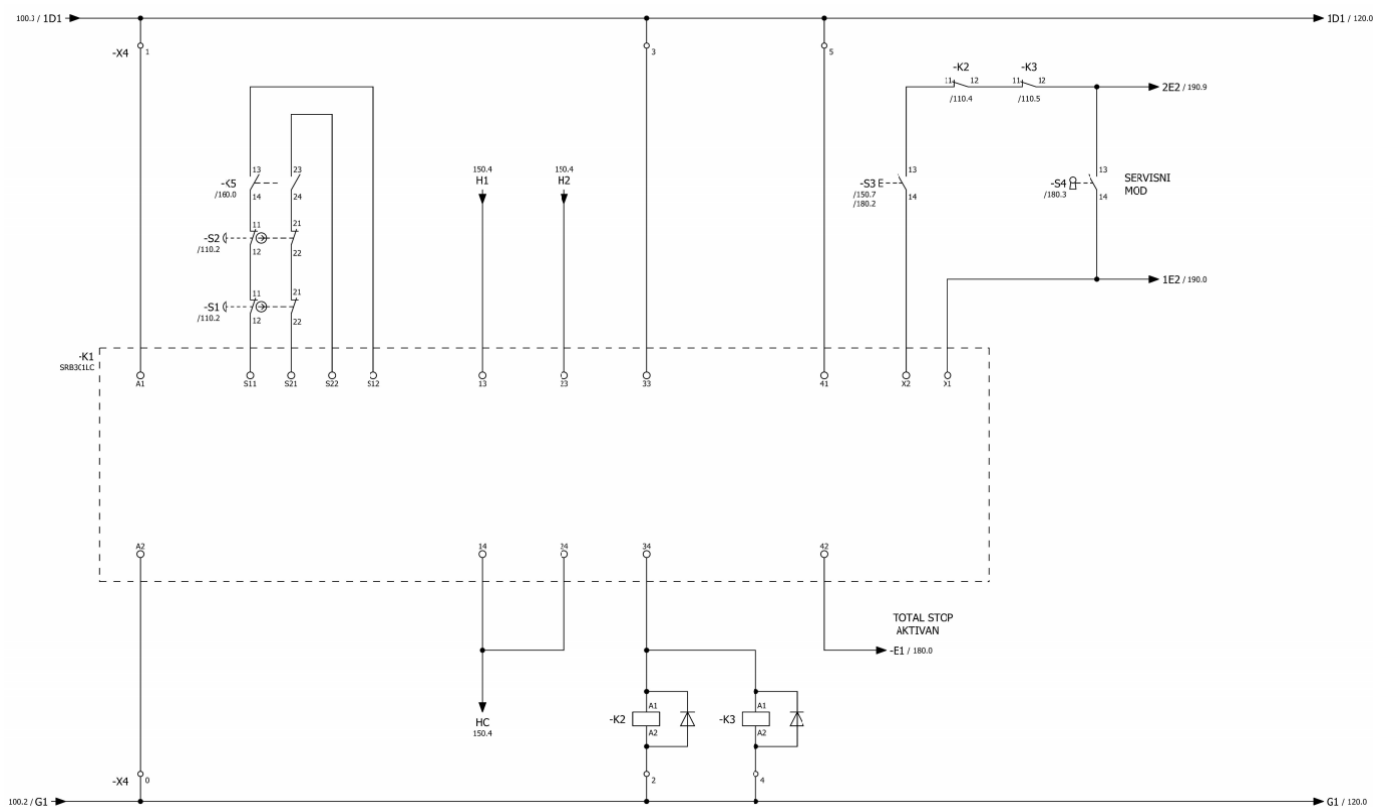 100.3 / 1D1
1D1 / 120.0
-X4
1
3
5
-K2
-K3
11
12
11
12
/110.4
/110.5
2E2 / 190.9
150.4
H1
150.4
H2
13
23
-K5
/160.0
14
24
13
-S3 E
/150.7
/180.2
14
13
-S4
/180.3
14
SERVISNI
MOD
11
21
-S2
/110.2
12
22
1E2 / 190.0
11
21
-S1
/110.2
12
22
-K1
SRB301LC
A1
S11
S21
S22
S12
13
23
33
41
X2
X1
A2
14
24
34
42
TOTAL STOP
AKTIVAN
-E1 / 180.0
HC
150.4
-K2
A1
A2
-K3
A1
A2
-X4
0
2
4
100.2 / G1
G1 / 120.0